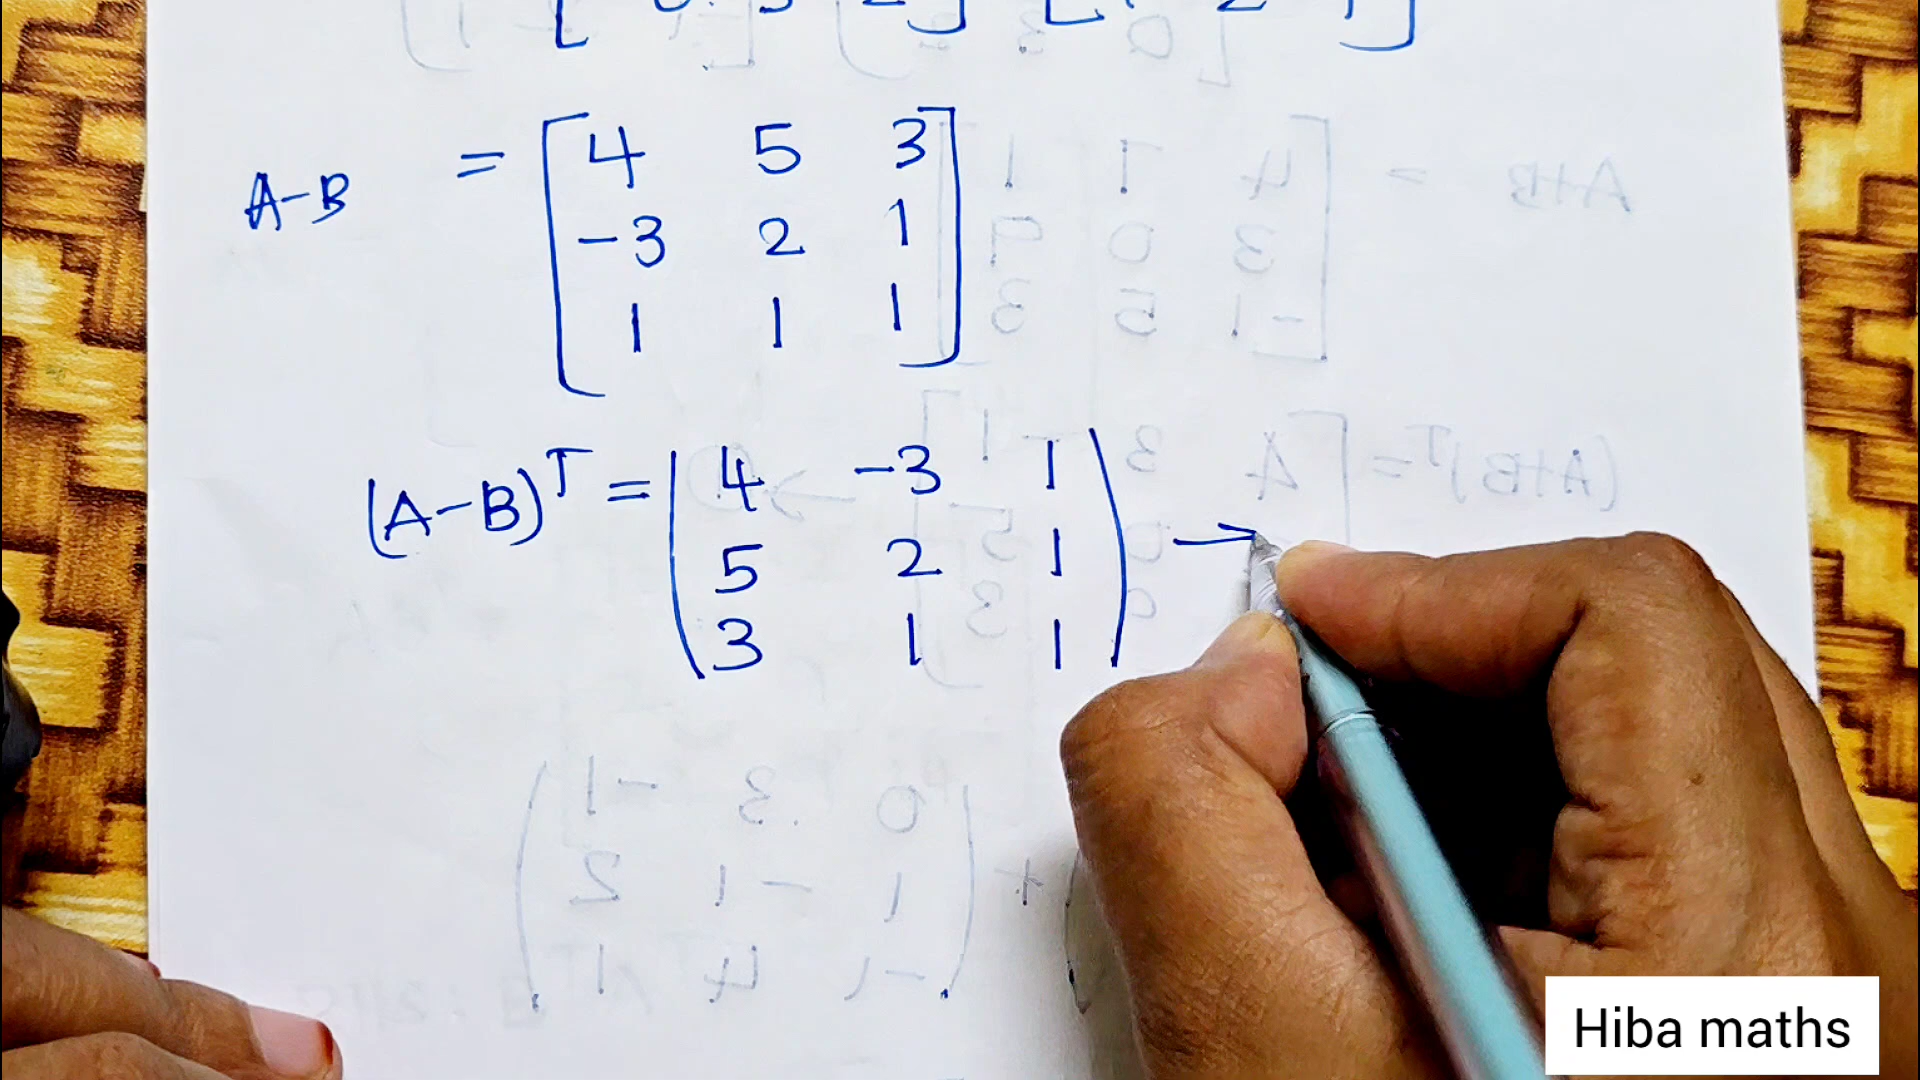 A-B = [ 4 5 3
-3 2 1
1 1 1 ]
(A-B)ᵀ = ( 4 -3 1
5 2 1
3 1 1 ) →
Hiba maths